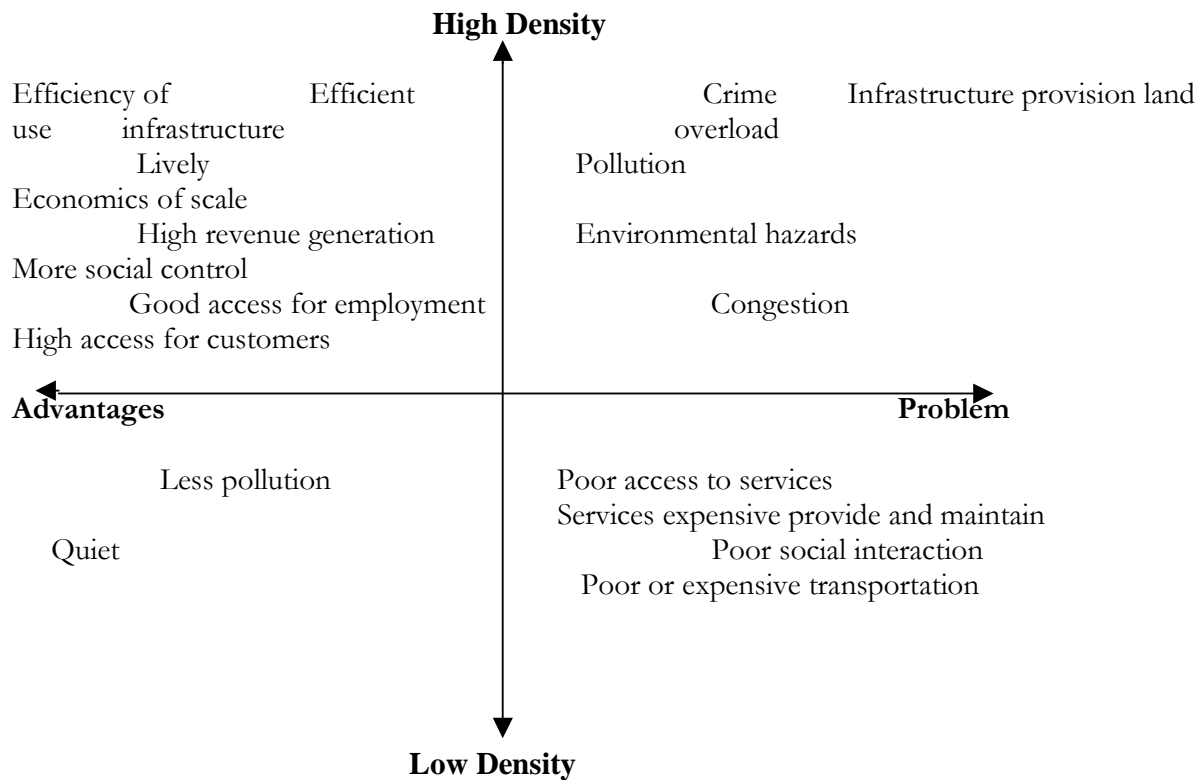 High Density
Efficiency of Efficient Crime Infrastructure provision land
use infrastructure overload
Lively Pollution
Economics of scale
High revenue generation Environmental hazards
More social control
Good access for employment Congestion
High access for customers
Advantages Problem
Less pollution Poor access to services
Services expensive provide and maintain
Quiet Poor social interaction
Poor or expensive transportation
Low Density